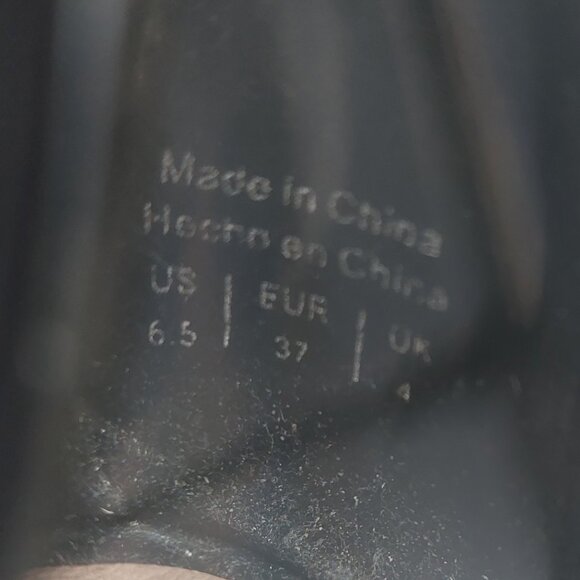 Made in China
Hecho en China
US | EUR | UK
6.5 | 37 | 4